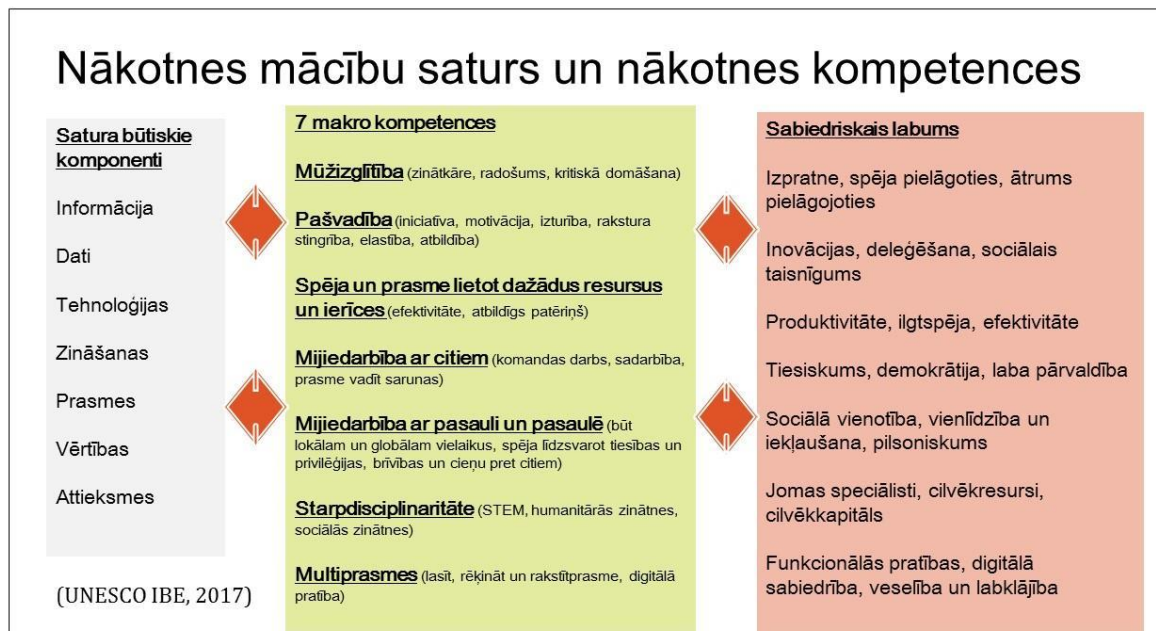 Nākotnes mācību saturs un nākotnes kompetences
Satura būtiskie
komponenti
Informācija
Dati
Tehnoloģijas
Zināšanas
Prasmes
Vērtības
Attieksmes
(UNESCO IBE, 2017)
7 makro kompetences
Mūžizglītība (zinātkāre, radošums, kritiskā domāšana)
Pašvadība (iniciatīva, motivācija, izturība, rakstura
stingrība, elastība, atbildība)
Spēja un prasme lietot dažādus resursus
un ierīces (efektivitāte, atbildīgs patēriņš)
Mijiedarbība ar citiem (komandas darbs, sadarbība,
prasme vadīt sarunas)
Mijiedarbība ar pasauli un pasaulē (būt
lokālam un globālam vielaikus, spēja līdzsvarot tiesības un
privilēģijas, brīvības un cieņu pret citiem)
Starpdisciplinaritāte (STEM, humanitārās zinātnes,
sociālās zinātnes)
Multiprasmes (lasīt, rēķināt un rakstītprasme, digitālā
pratība)
Sabiedriskais labums
Izpratne, spēja pielāgoties, ātrums
pielāgojoties
Inovācijas, deleģēšana, sociālais
taisnīgums
Produktivitāte, ilgtspēja, efektivitāte
Tiesiskums, demokrātija, laba pārvaldība
Sociālā vienotība, vienlīdzība un
iekļaušana, pilsoniskums
Jomas speciālisti, cilvēkresursi,
cilvēkkapitāls
Funkcionālās pratības, digitālā
sabiedrība, veselība un labklājība